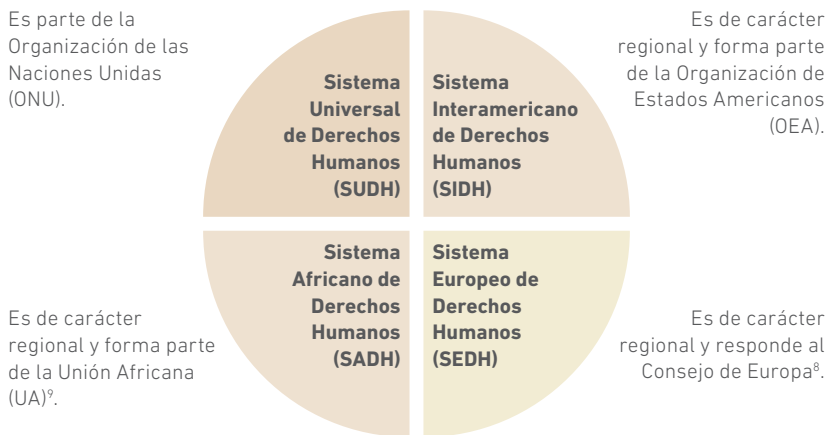 Es parte de la
Organización de las
Naciones Unidas
(ONU).
Sistema
Universal
de Derechos
Humanos
(SUDH)
Sistema
Interamericano
de Derechos
Humanos
(SIDH)
Es de carácter
regional y forma parte
de la Organización de
Estados Americanos
(OEA).
Es de carácter
regional y forma parte
de la Unión Africana
(UA)⁹.
Sistema
Africano de
Derechos
Humanos
(SADH)
Sistema
Europeo de
Derechos
Humanos
(SEDH)
Es de carácter
regional y responde al
Consejo de Europa⁸.